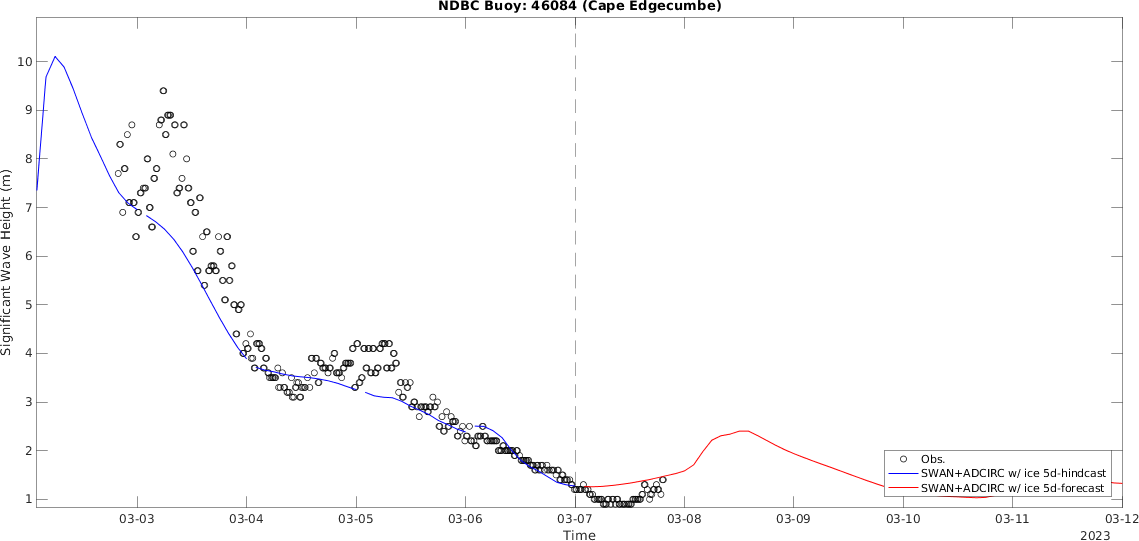 NDBC Buoy: 46084 (Cape Edgecumbe)
10
9
8
7
6
5
4
3
2
1
Significant Wave Height (m)
Obs.
SWAN+ADCIRC w/ ice 5d-hindcast
SWAN+ADCIRC w/ ice 5d-forecast
03-03 03-04 03-05 03-06 03-07 03-08 03-09 03-10 03-11 03-12
Time
2023